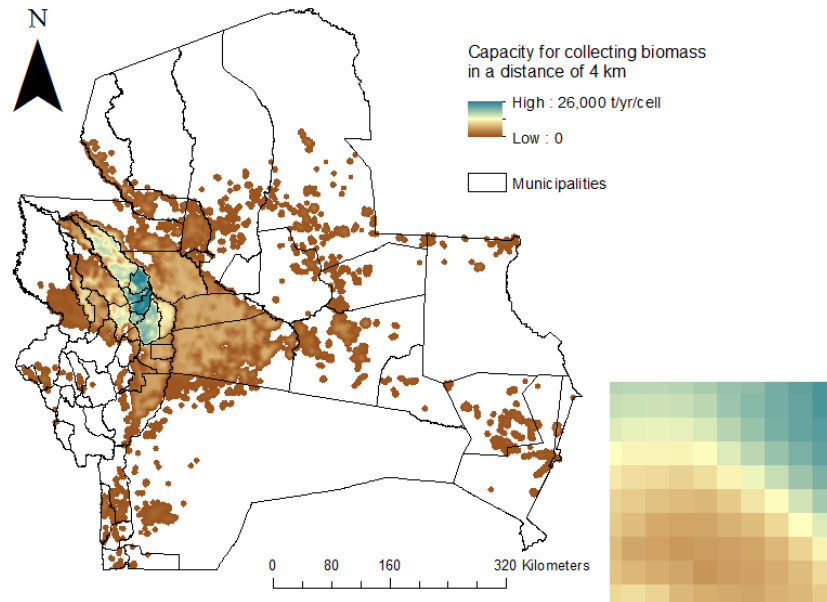 N
Capacity for collecting biomass
in a distance of 4 km
High : 26,000 t/yr/cell
Low : 0
Municipalities
0 80 160 320 Kilometers